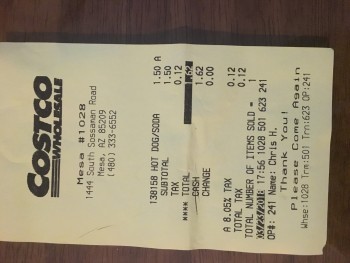 COSTCO
WHOLESALE
Mesa #1028
1444 South Sossaman Road
Mesa, AZ 85209
(480) 333-6552
138158 HOT DOG/SODA 1.50 A
SUBTOTAL 1.50
TAX 0.12
**** TOTAL 1.62
CASH 1.62
CHANGE 0.00
A 8.05% TAX 0.12
TOTAL TAX 0.12
TOTAL NUMBER OF ITEMS SOLD = 1
17:56 1028 501 623 241
OP#: 241 Name: Chris H.
Thank You!
Please Come Again
Whse:1028 Trm:501 Trn:623 OP:241